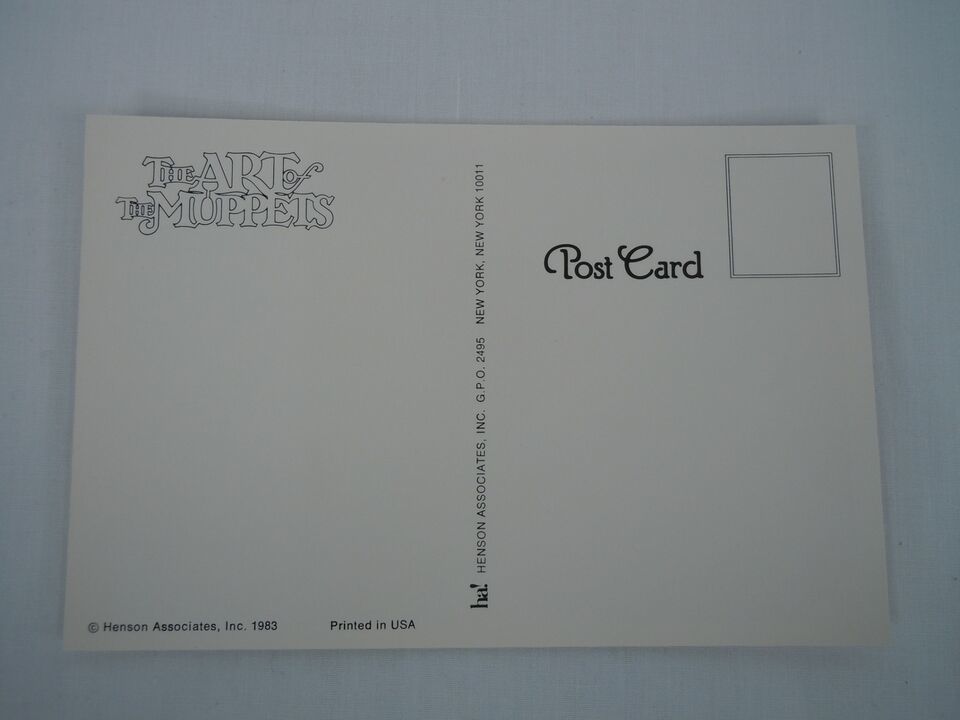 The ART of
The MUPPETS
Post Card
ha! HENSON ASSOCIATES, INC. G.P.O. 2495 NEW YORK, NEW YORK 10011
© Henson Associates, Inc. 1983
Printed in USA